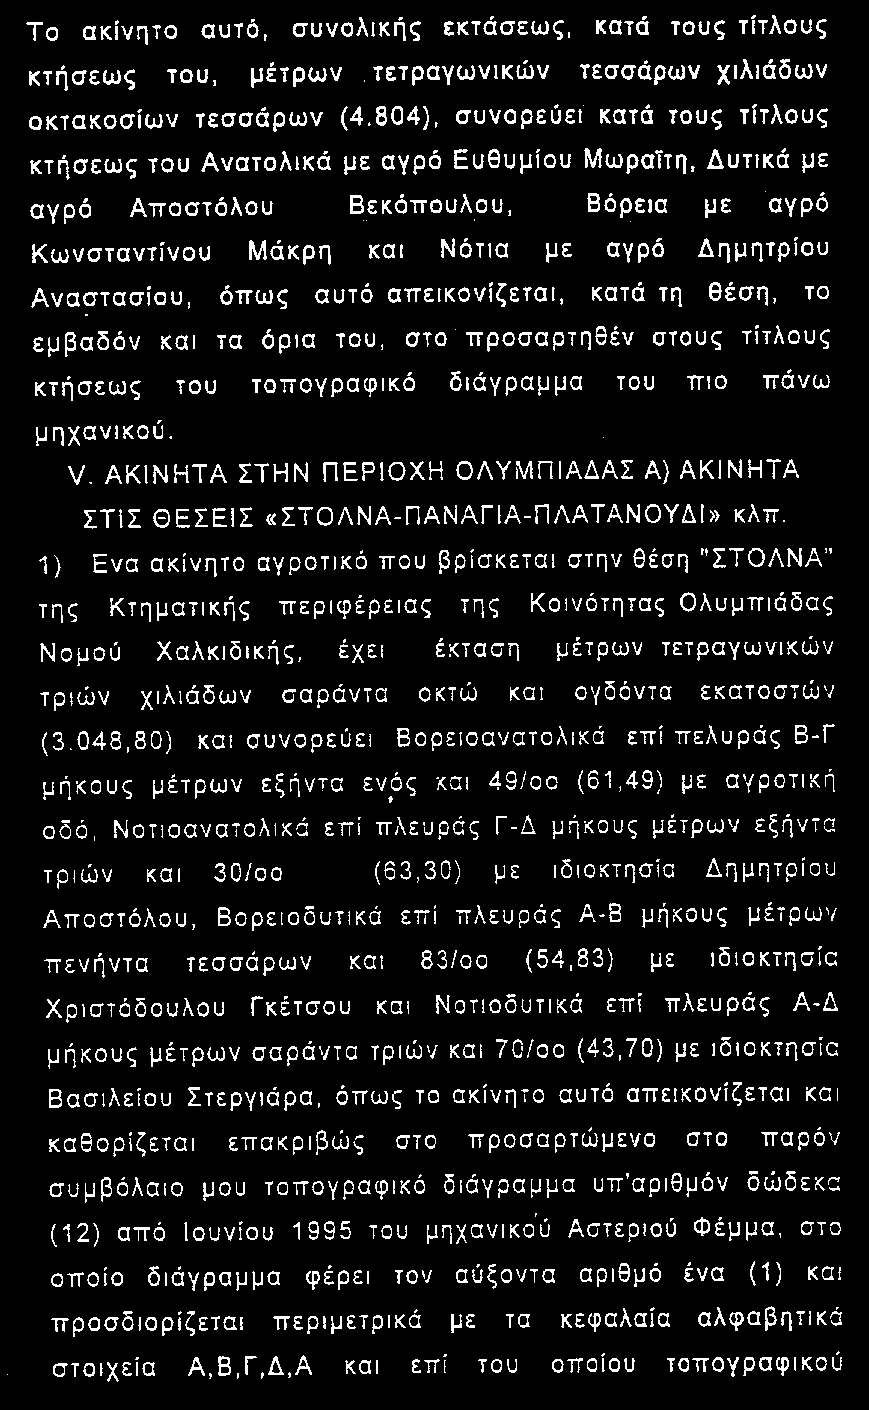 Το ακίνητο αυτό, συνολικής εκτάσεως, κατά τους τίτλους
κτήσεως του, μέτρων τετραγωνικών τεσσάρων χιλιάδων
οκτακοσίων τεσσάρων (4.804), συνορεύει κατά τους τίτλους
κτήσεως του Ανατολικά με αγρό Ευθυμίου Μωραΐτη, Δυτικά με
αγρό Αποστόλου Βεκόπουλου, Βόρεια με αγρό
Κωνσταντίνου Μάκρη και Νότια με αγρό Δημητρίου
Αναστασίου, όπως αυτό απεικονίζεται, κατά τη θέση, το
εμβαδόν και τα όρια του, στο προσαρτηθέν στους τίτλους
κτήσεως του τοπογραφικό διάγραμμα του πιο πάνω
μηχανικού.
V. ΑΚΙΝΗΤΑ ΣΤΗΝ ΠΕΡΙΟΧΗ ΟΛΥΜΠΙΑΔΑΣ Α) ΑΚΙΝΗΤΑ
ΣΤΙΣ ΘΕΣΕΙΣ «ΣΤΟΛΝΑ-ΠΑΝΑΓΙΑ-ΠΛΑΤΑΝΟΥΔΙ» κλπ.
1) Ενα ακίνητο αγροτικό που βρίσκεται στην θέση "ΣΤΟΛΝΑ"
της Κτηματικής περιφέρειας της Κοινότητας Ολυμπιάδας
Νομού Χαλκιδικής, έχει έκταση μέτρων τετραγωνικών
τριών χιλιάδων σαράντα οκτώ και ογδόντα εκατοστών
(3.048,80) και συνορεύει Βορειοανατολικά επί πελυράς Β-Γ
μήκους μέτρων εξήντα ενός και 49/οο (61,49) με αγροτική
οδό, Νοτιοανατολικά επί πλευράς Γ-Δ μήκους μέτρων εξήντα
τριών και 30/οο (63,30) με ιδιοκτησία Δημητρίου
Αποστόλου, Βορειοδυτικά επί πλευράς Α-Β μήκους μέτρων
πενήντα τεσσάρων και 83/οο (54,83) με ιδιοκτησία
Χριστόδουλου Γκέτσου και Νοτιοδυτικά επί πλευράς Α-Δ
μήκους μέτρων σαράντα τριών και 70/οο (43,70) με ιδιοκτησία
Βασιλείου Στεργιάρα, όπως το ακίνητο αυτό απεικονίζεται και
καθορίζεται επακριβώς στο προσαρτώμενο στο παρόν
συμβόλαιο μου τοπογραφικό διάγραμμα υπ'αριθμόν δώδεκα
(12) από Ιουνίου 1995 του μηχανικού Αστεριού Φέμμα, στο
οποίο διάγραμμα φέρει τον αύξοντα αριθμό ένα (1) και
προσδιορίζεται περιμετρικά με τα κεφαλαία αλφαβητικά
στοιχεία Α,Β,Γ,Δ,Α και επί του οποίου τοπογραφικού